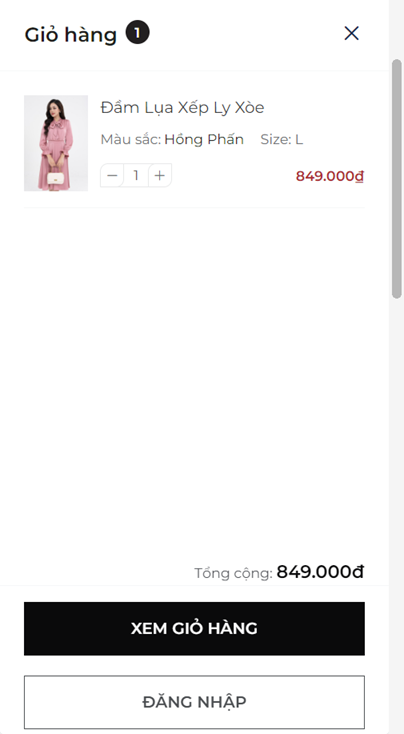 Giỏ hàng 1
Đầm Lụa Xếp Ly Xòe
Màu sắc: Hồng Phấn Size: L
− 1 + 849.000đ
Tổng cộng: 849.000đ
XEM GIỎ HÀNG
ĐĂNG NHẬP